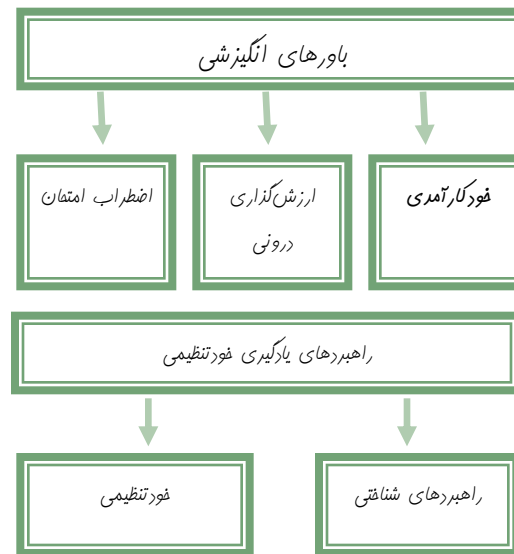 باورهای انگیزشی
خودکارآمدی
ارزش‌گذاری
درونی
اضطراب امتحان
راهبردهای یادگیری خودتنظیمی
راهبردهای شناختی
خودتنظیمی